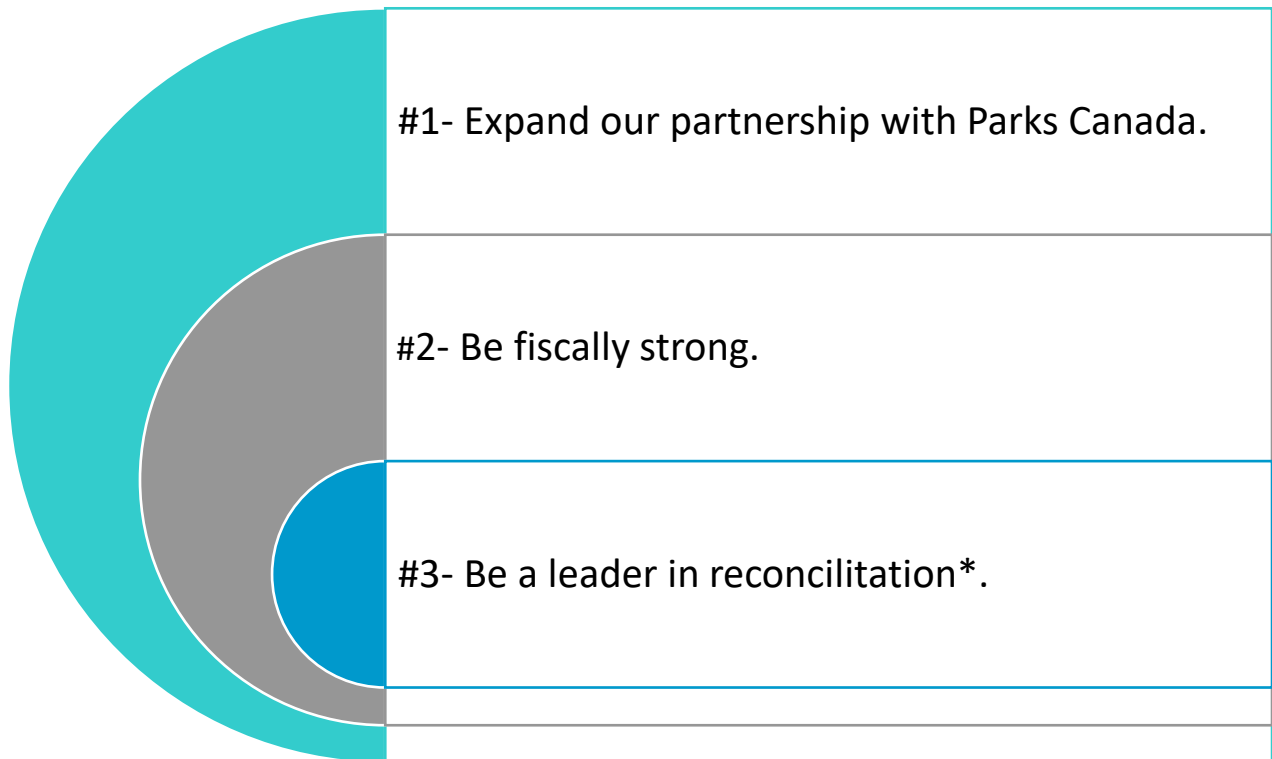 #1- Expand our partnership with Parks Canada.
#2- Be fiscally strong.
#3- Be a leader in reconcilitation*.